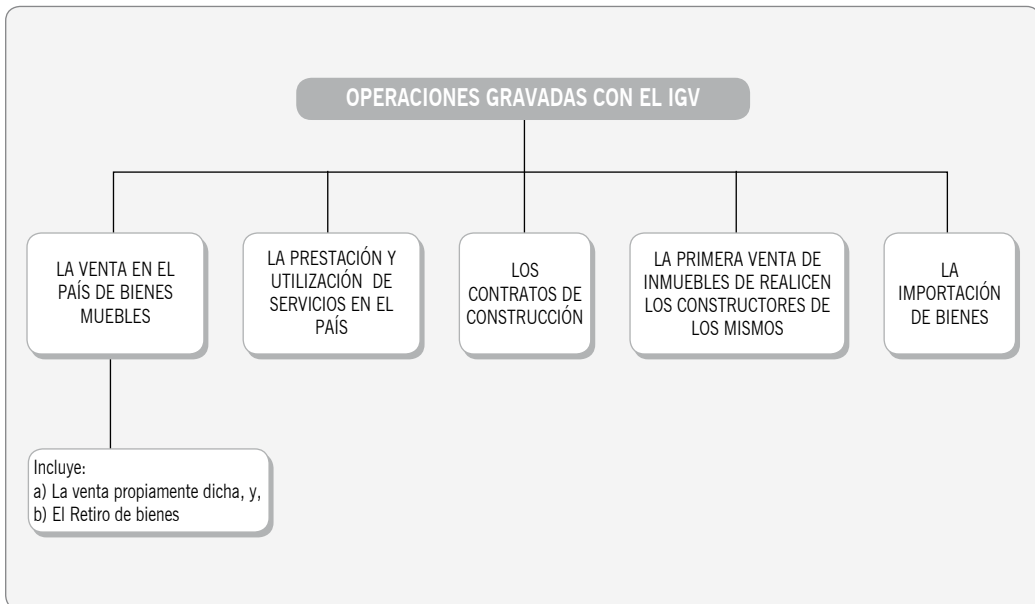 OPERACIONES GRAVADAS CON EL IGV
LA VENTA EN EL
PAÍS DE BIENES
MUEBLES
LA PRESTACIÓN Y
UTILIZACIÓN DE
SERVICIOS EN EL
PAÍS
LOS
CONTRATOS DE
CONSTRUCCIÓN
LA PRIMERA VENTA DE
INMUEBLES DE REALICEN
LOS CONSTRUCTORES DE
LOS MISMOS
LA
IMPORTACIÓN
DE BIENES
Incluye:
a) La venta propiamente dicha, y,
b) El Retiro de bienes